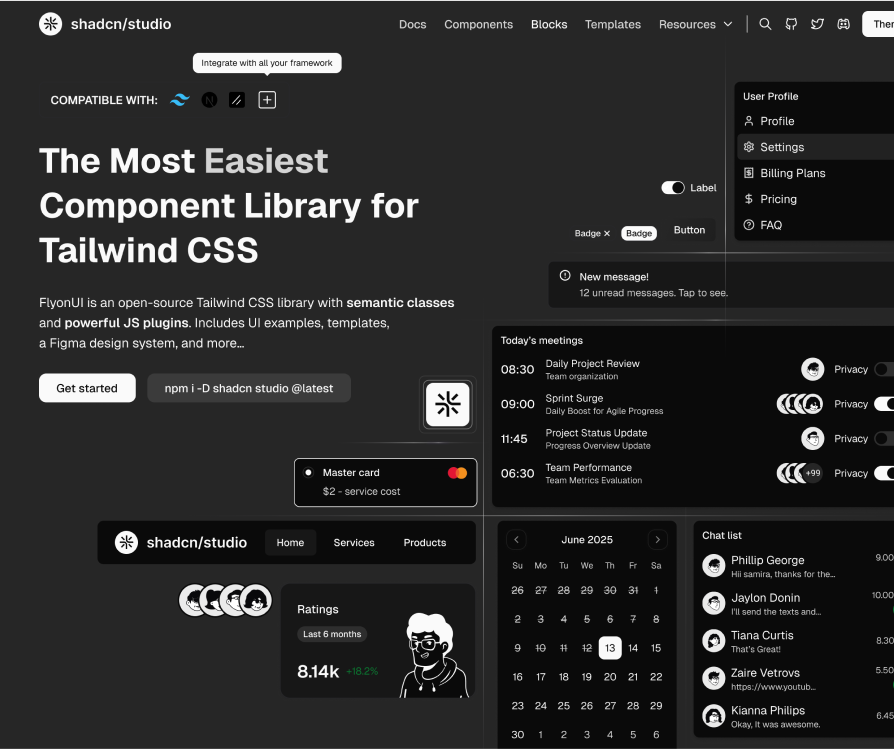 shadcn/studio
Docs Components Blocks Templates Resources
Integrate with all your framework
COMPATIBLE WITH:
The Most Easiest
Component Library for
Tailwind CSS
FlyonUI is an open-source Tailwind CSS library with semantic classes
and powerful JS plugins. Includes UI examples, templates,
a Figma design system, and more...
Get started
npm i -D shadcn studio @latest
User Profile
Profile
Settings
Billing Plans
Pricing
FAQ
Label
Badge ×
Badge
Button
New message!
12 unread messages. Tap to see.
Today's meetings
08:30 Daily Project Review Privacy
Team organization
09:00 Sprint Surge Privacy
Daily Boost for Agile Progress
11:45 Project Status Update Privacy
Progress Overview Update
06:30 Team Performance +99 Privacy
Team Metrics Evaluation
Master card
$2 - service cost
shadcn/studio Home Services Products
Ratings
Last 6 months
8.14k +18.2%
June 2025
Su Mo Tu We Th Fr Sa
26 27 28 29 30 31 1
2 3 4 5 6 7 8
9 10 11 12 13 14 15
16 17 18 19 20 21 22
23 24 25 26 27 28 29
30 1 2 3 4 5 6
Chat list
Phillip George 9.00
Hii samira, thanks for the...
Jaylon Donin 10.00
I'll send the texts and...
Tiana Curtis 8.30
That's Great!
Zaire Vetrovs 5.50
https://www.youtub...
Kianna Philips 6.45
Okay, It was awesome.